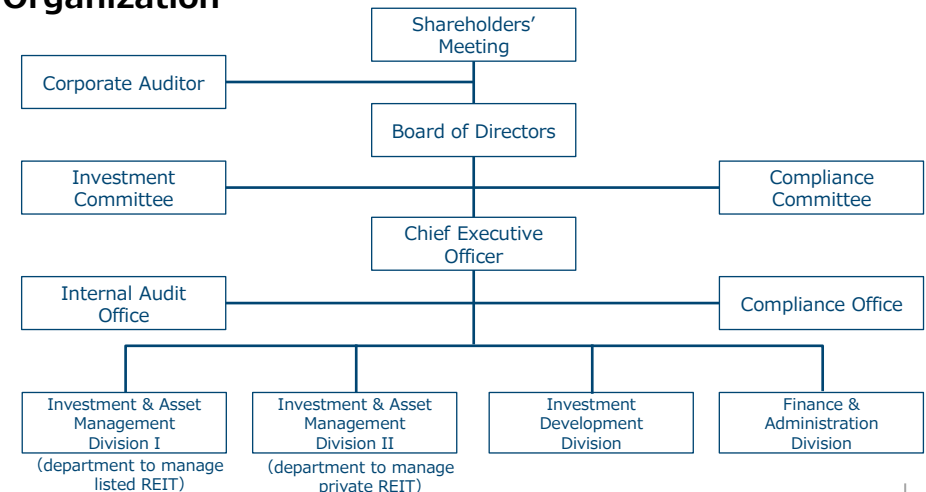 Organization
Shareholders'
Meeting
Corporate Auditor
Board of Directors
Investment
Committee
Compliance
Committee
Chief Executive
Officer
Internal Audit
Office
Compliance Office
Investment & Asset
Management
Division I
(department to manage
listed REIT)
Investment & Asset
Management
Division II
(department to manage
private REIT)
Investment
Development
Division
Finance &
Administration
Division